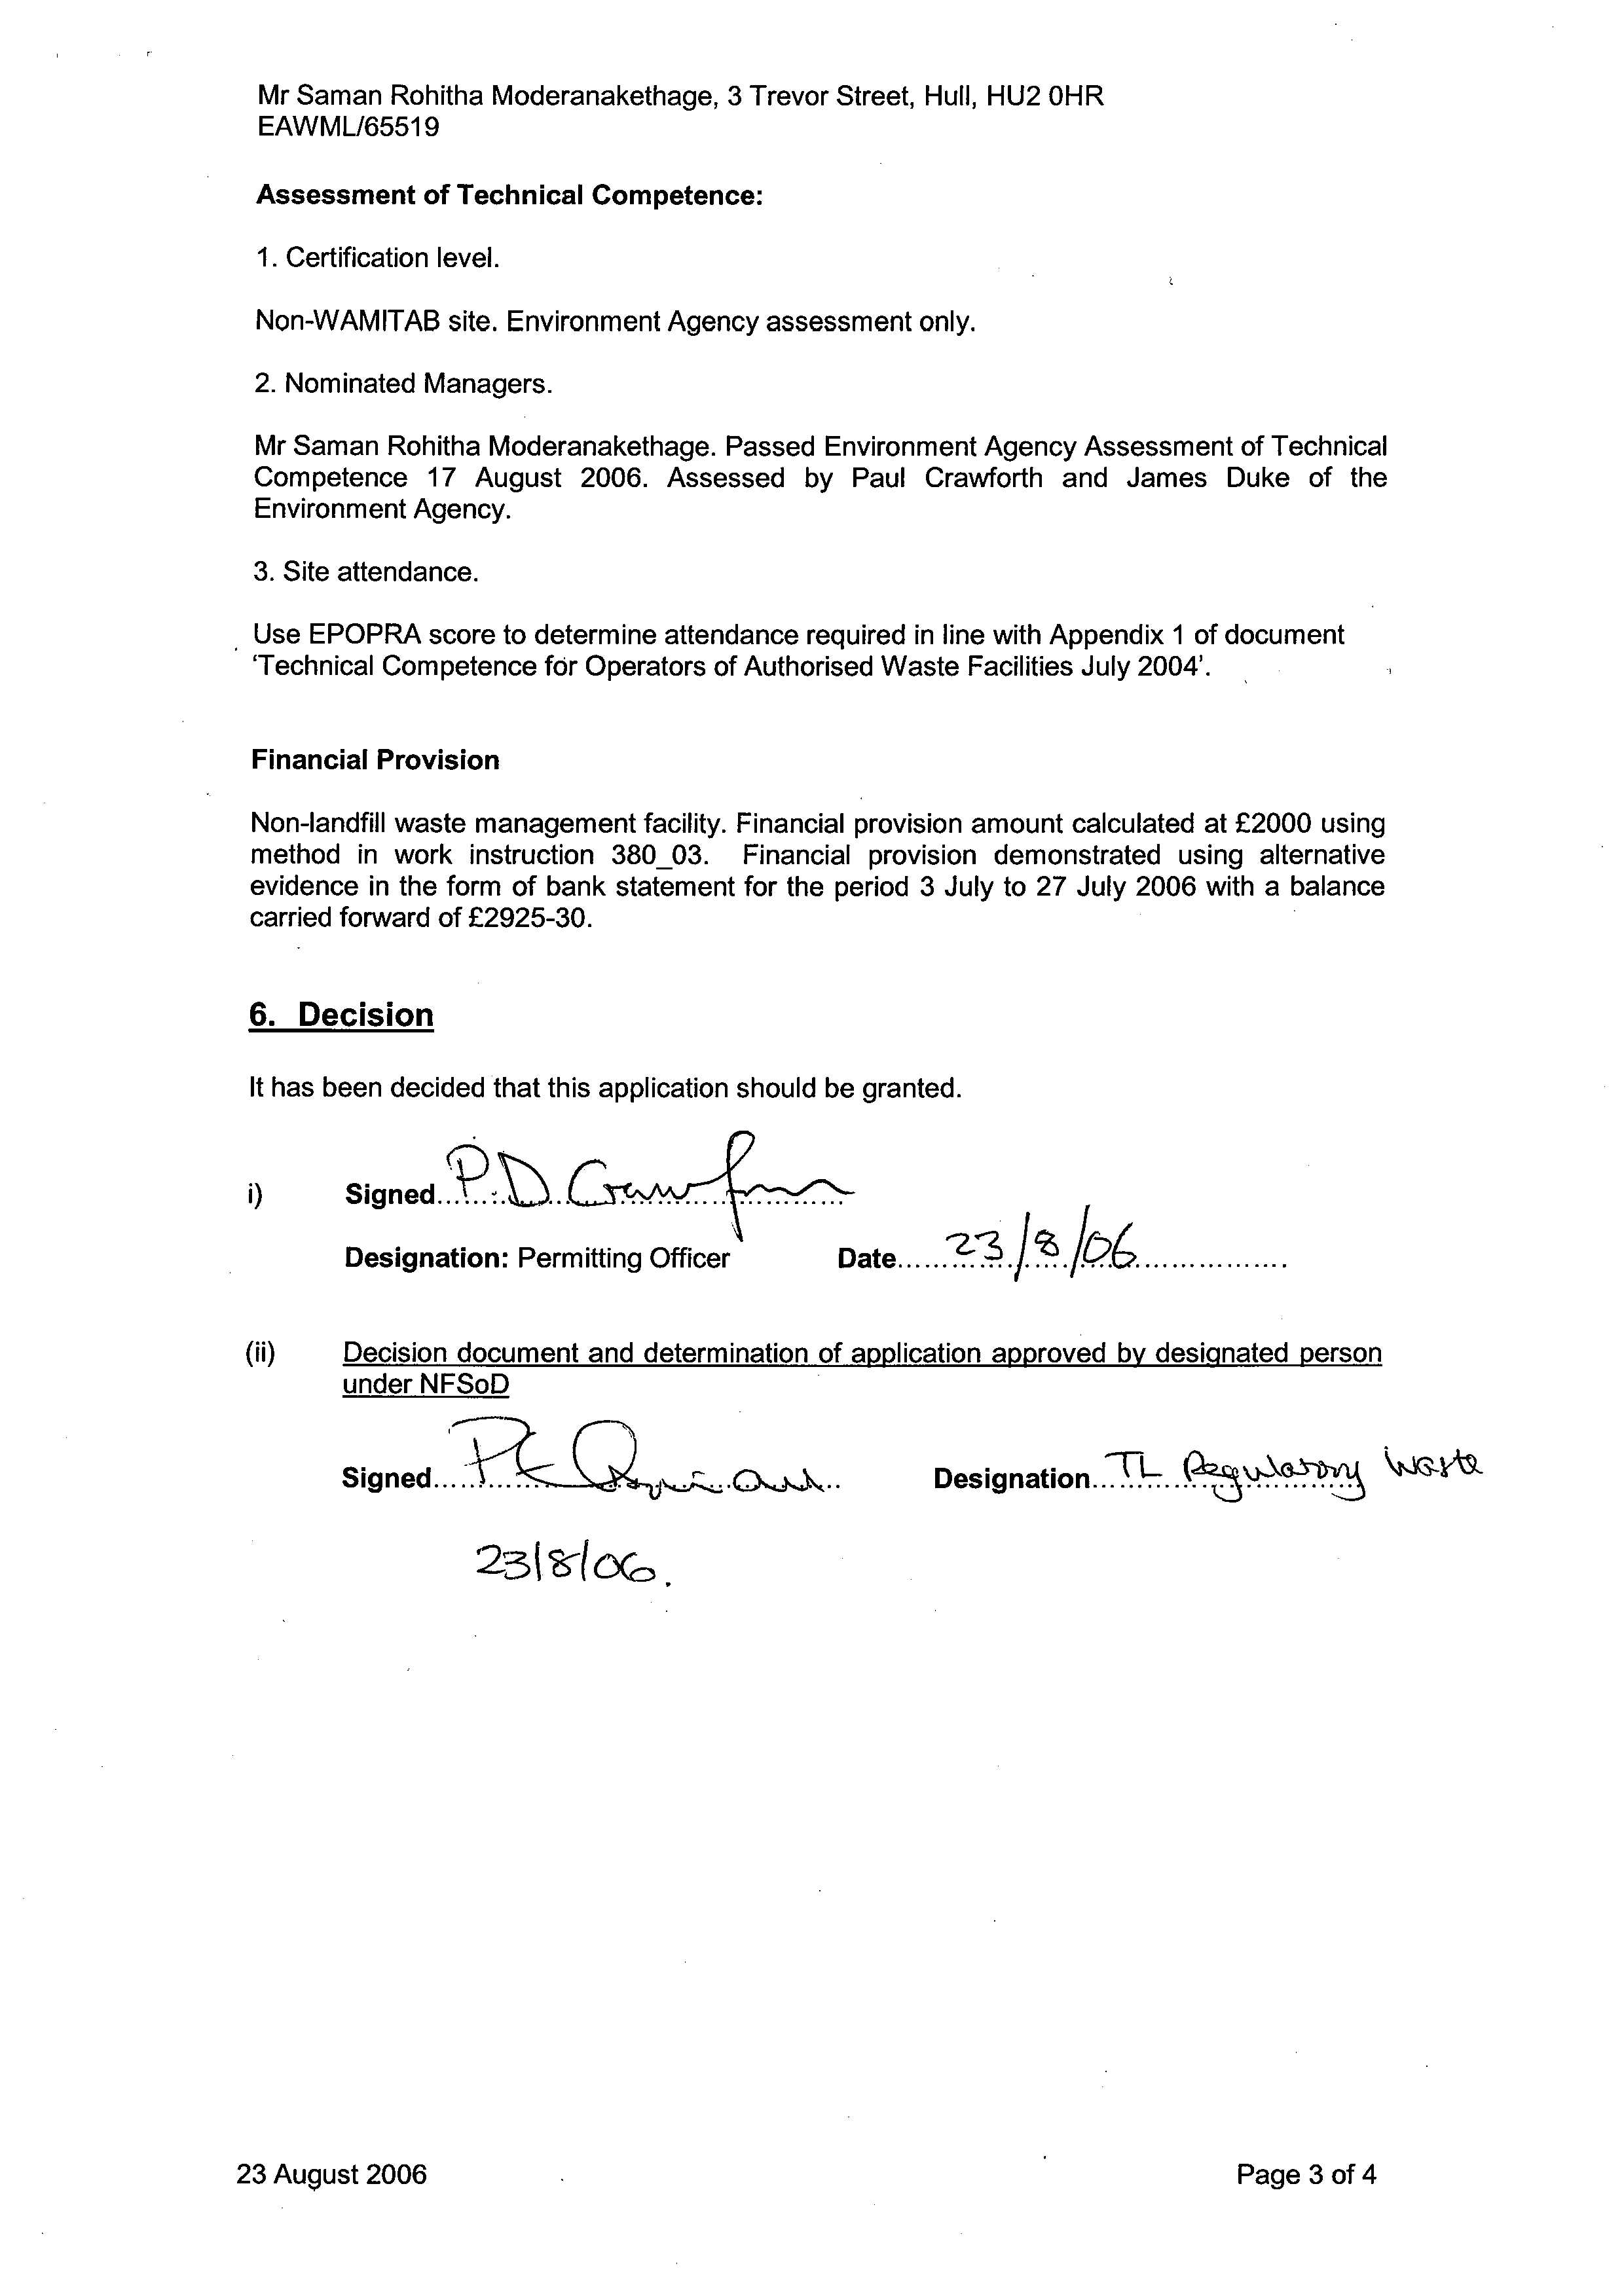 Mr Saman Rohitha Moderanakethage, 3 Trevor Street, Hull, HU2 0HR
EAWML/65519
Assessment of Technical Competence:
1. Certification level.
Non-WAMITAB site. Environment Agency assessment only.
2. Nominated Managers.
Mr Saman Rohitha Moderanakethage. Passed Environment Agency Assessment of Technical
Competence 17 August 2006. Assessed by Paul Crawforth and James Duke of the
Environment Agency.
3. Site attendance.
Use EPOPRA score to determine attendance required in line with Appendix 1 of document
‘Technical Competence for Operators of Authorised Waste Facilities July 2004’.
Financial Provision
Non-landfill waste management facility. Financial provision amount calculated at £2000 using
method in work instruction 380_03. Financial provision demonstrated using alternative
evidence in the form of bank statement for the period 3 July to 27 July 2006 with a balance
carried forward of £2925-30.
6. Decision
It has been decided that this application should be granted.
i) Signed P.D
Designation: Permitting Officer Date 23/8/06
(ii) Decision document and determination of application approved by designated person
under NFSoD
Signed Designation TL Regulatory Waste
23/8/06.
23 August 2006 Page 3 of 4